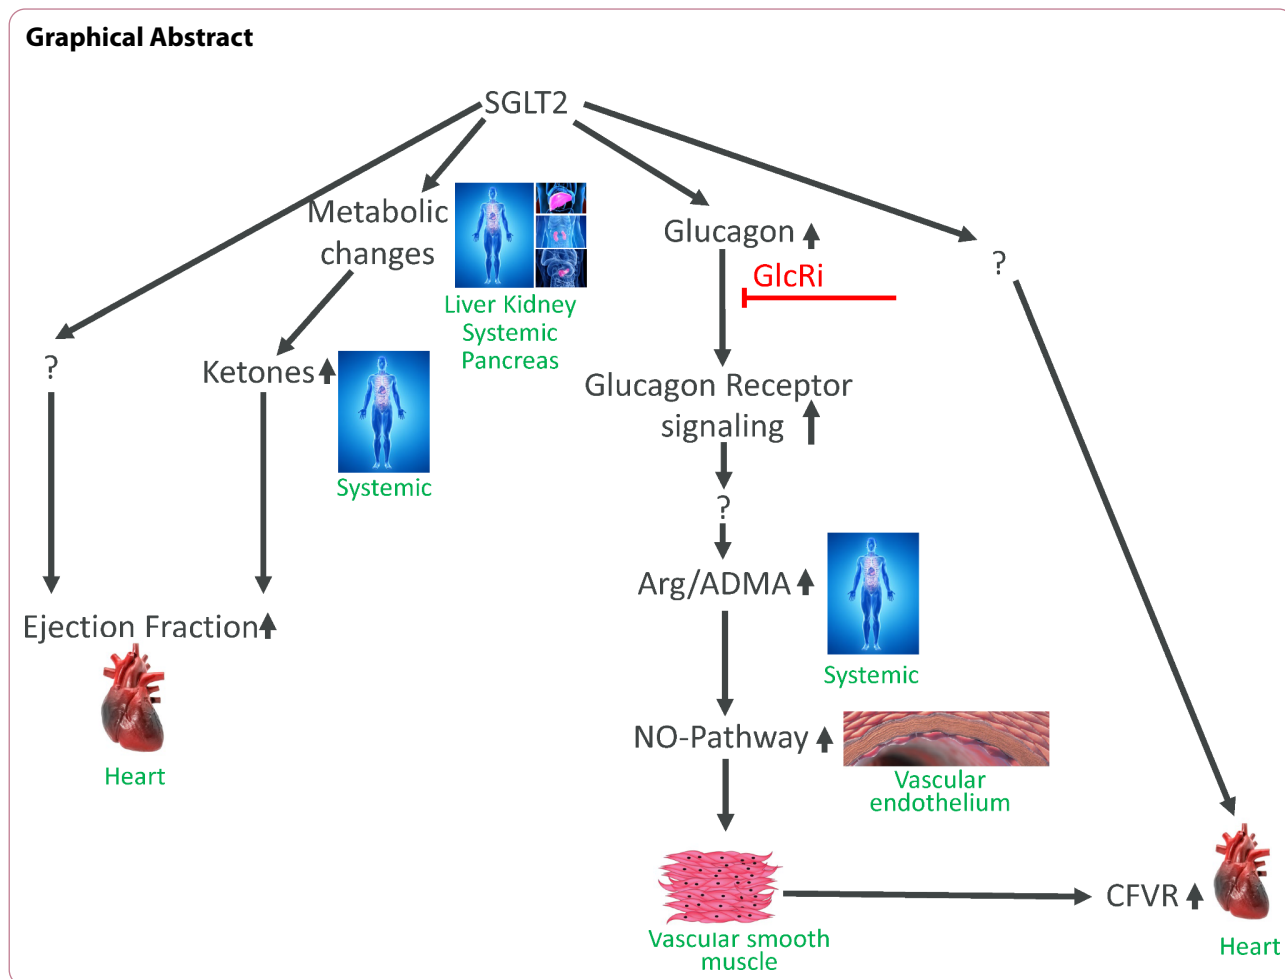 Graphical Abstract
SGLT2
Metabolic
changes
Liver Kidney
Systemic
Pancreas
Glucagon
GlcRi
?
?
Ketones
Systemic
Glucagon Receptor
signaling
?
Arg/ADMA
Systemic
Ejection Fraction
Heart
NO-Pathway
Vascular
endothelium
Vascular smooth
muscle
CFVR
Heart